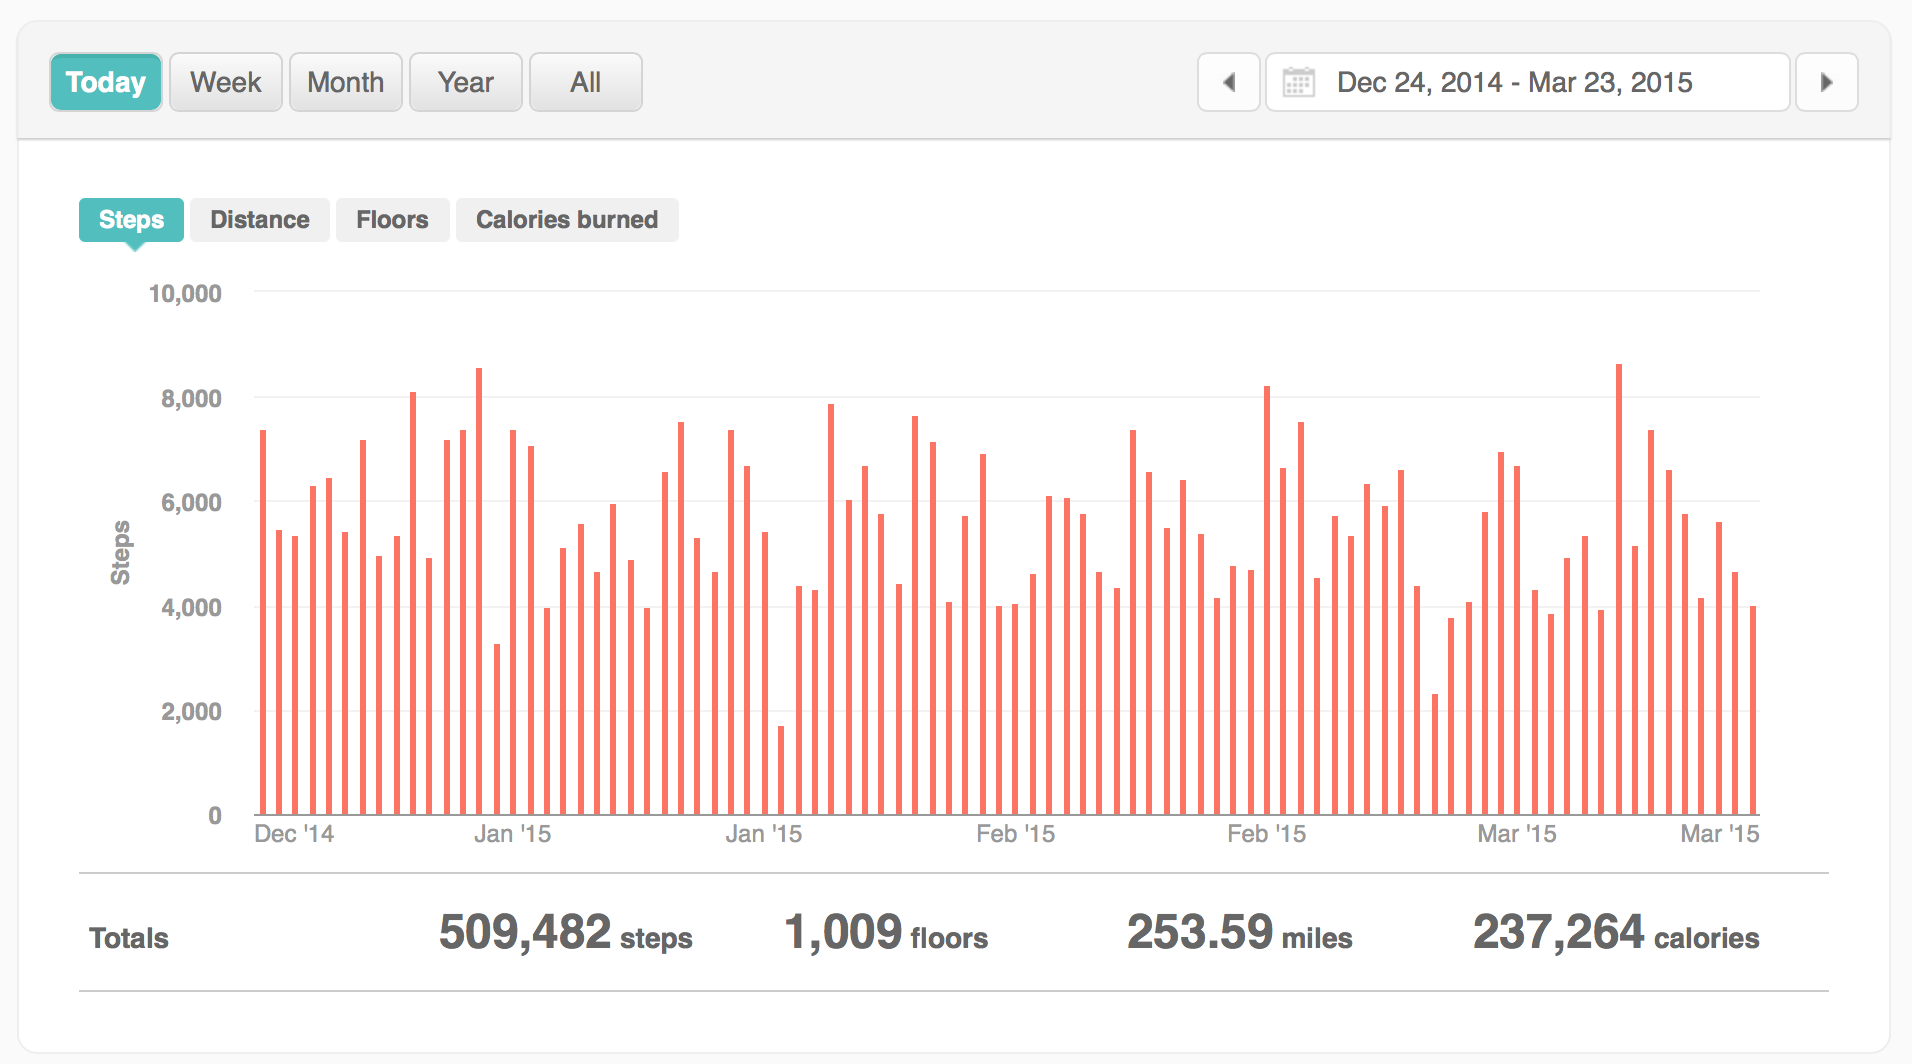 Today Week Month Year All Dec 24, 2014 - Mar 23, 2015
Steps Distance Floors Calories burned
10,000
8,000
6,000
Steps
4,000
2,000
0
Dec '14 Jan '15 Jan '15 Feb '15 Feb '15 Mar '15 Mar '15
Totals 509,482 steps 1,009 floors 253.59 miles 237,264 calories